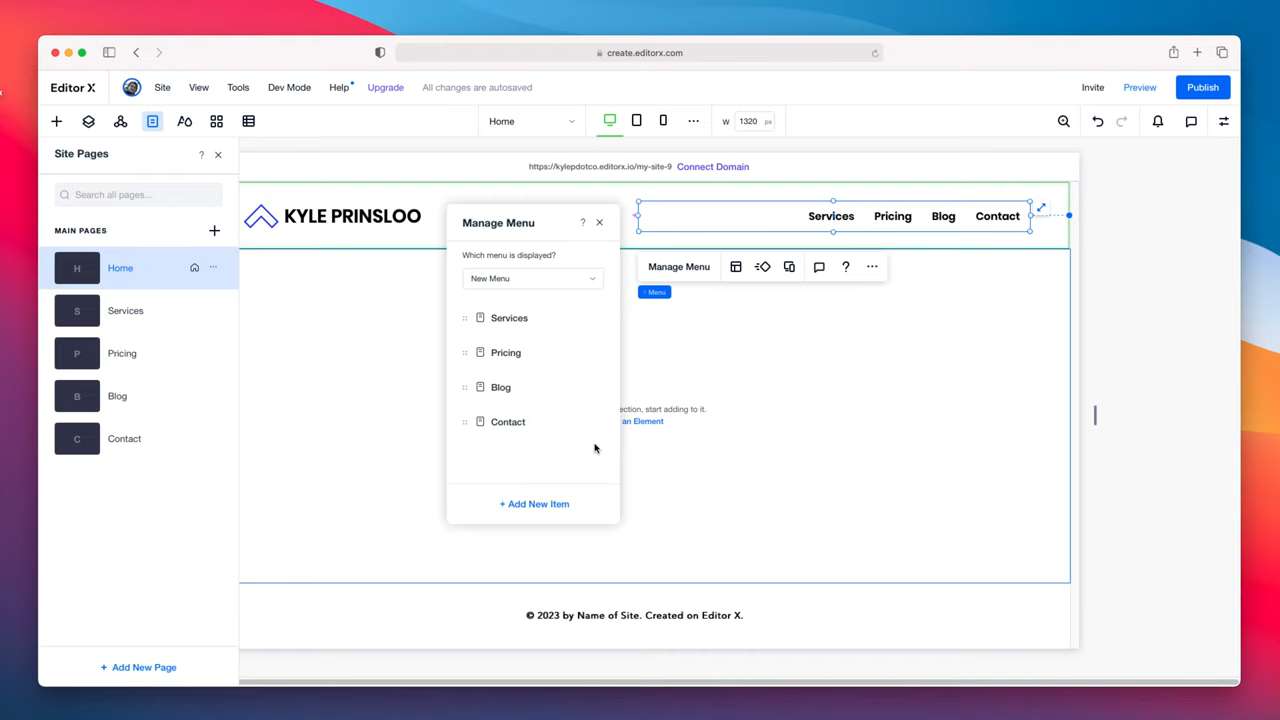 create.editorx.com
Editor X
Site
View
Tools
Dev Mode
Help
Upgrade
All changes are autosaved
Invite
Preview
Publish
Home
W
1320
px
Site Pages
?
Search all pages...
MAIN PAGES
H
Home
S
Services
P
Pricing
B
Blog
C
Contact
+ Add New Page
https://kylepdotco.editorx.io/my-site-9 Connect Domain
KYLE PRINSLOO
Services
Pricing
Blog
Contact
Manage Menu
?
Which menu is displayed?
New Menu
Services
Pricing
Blog
Contact
+ Add New Item
Manage Menu
?
‹ Menu
ection, start adding to it.
an Element
© 2023 by Name of Site. Created on Editor X.